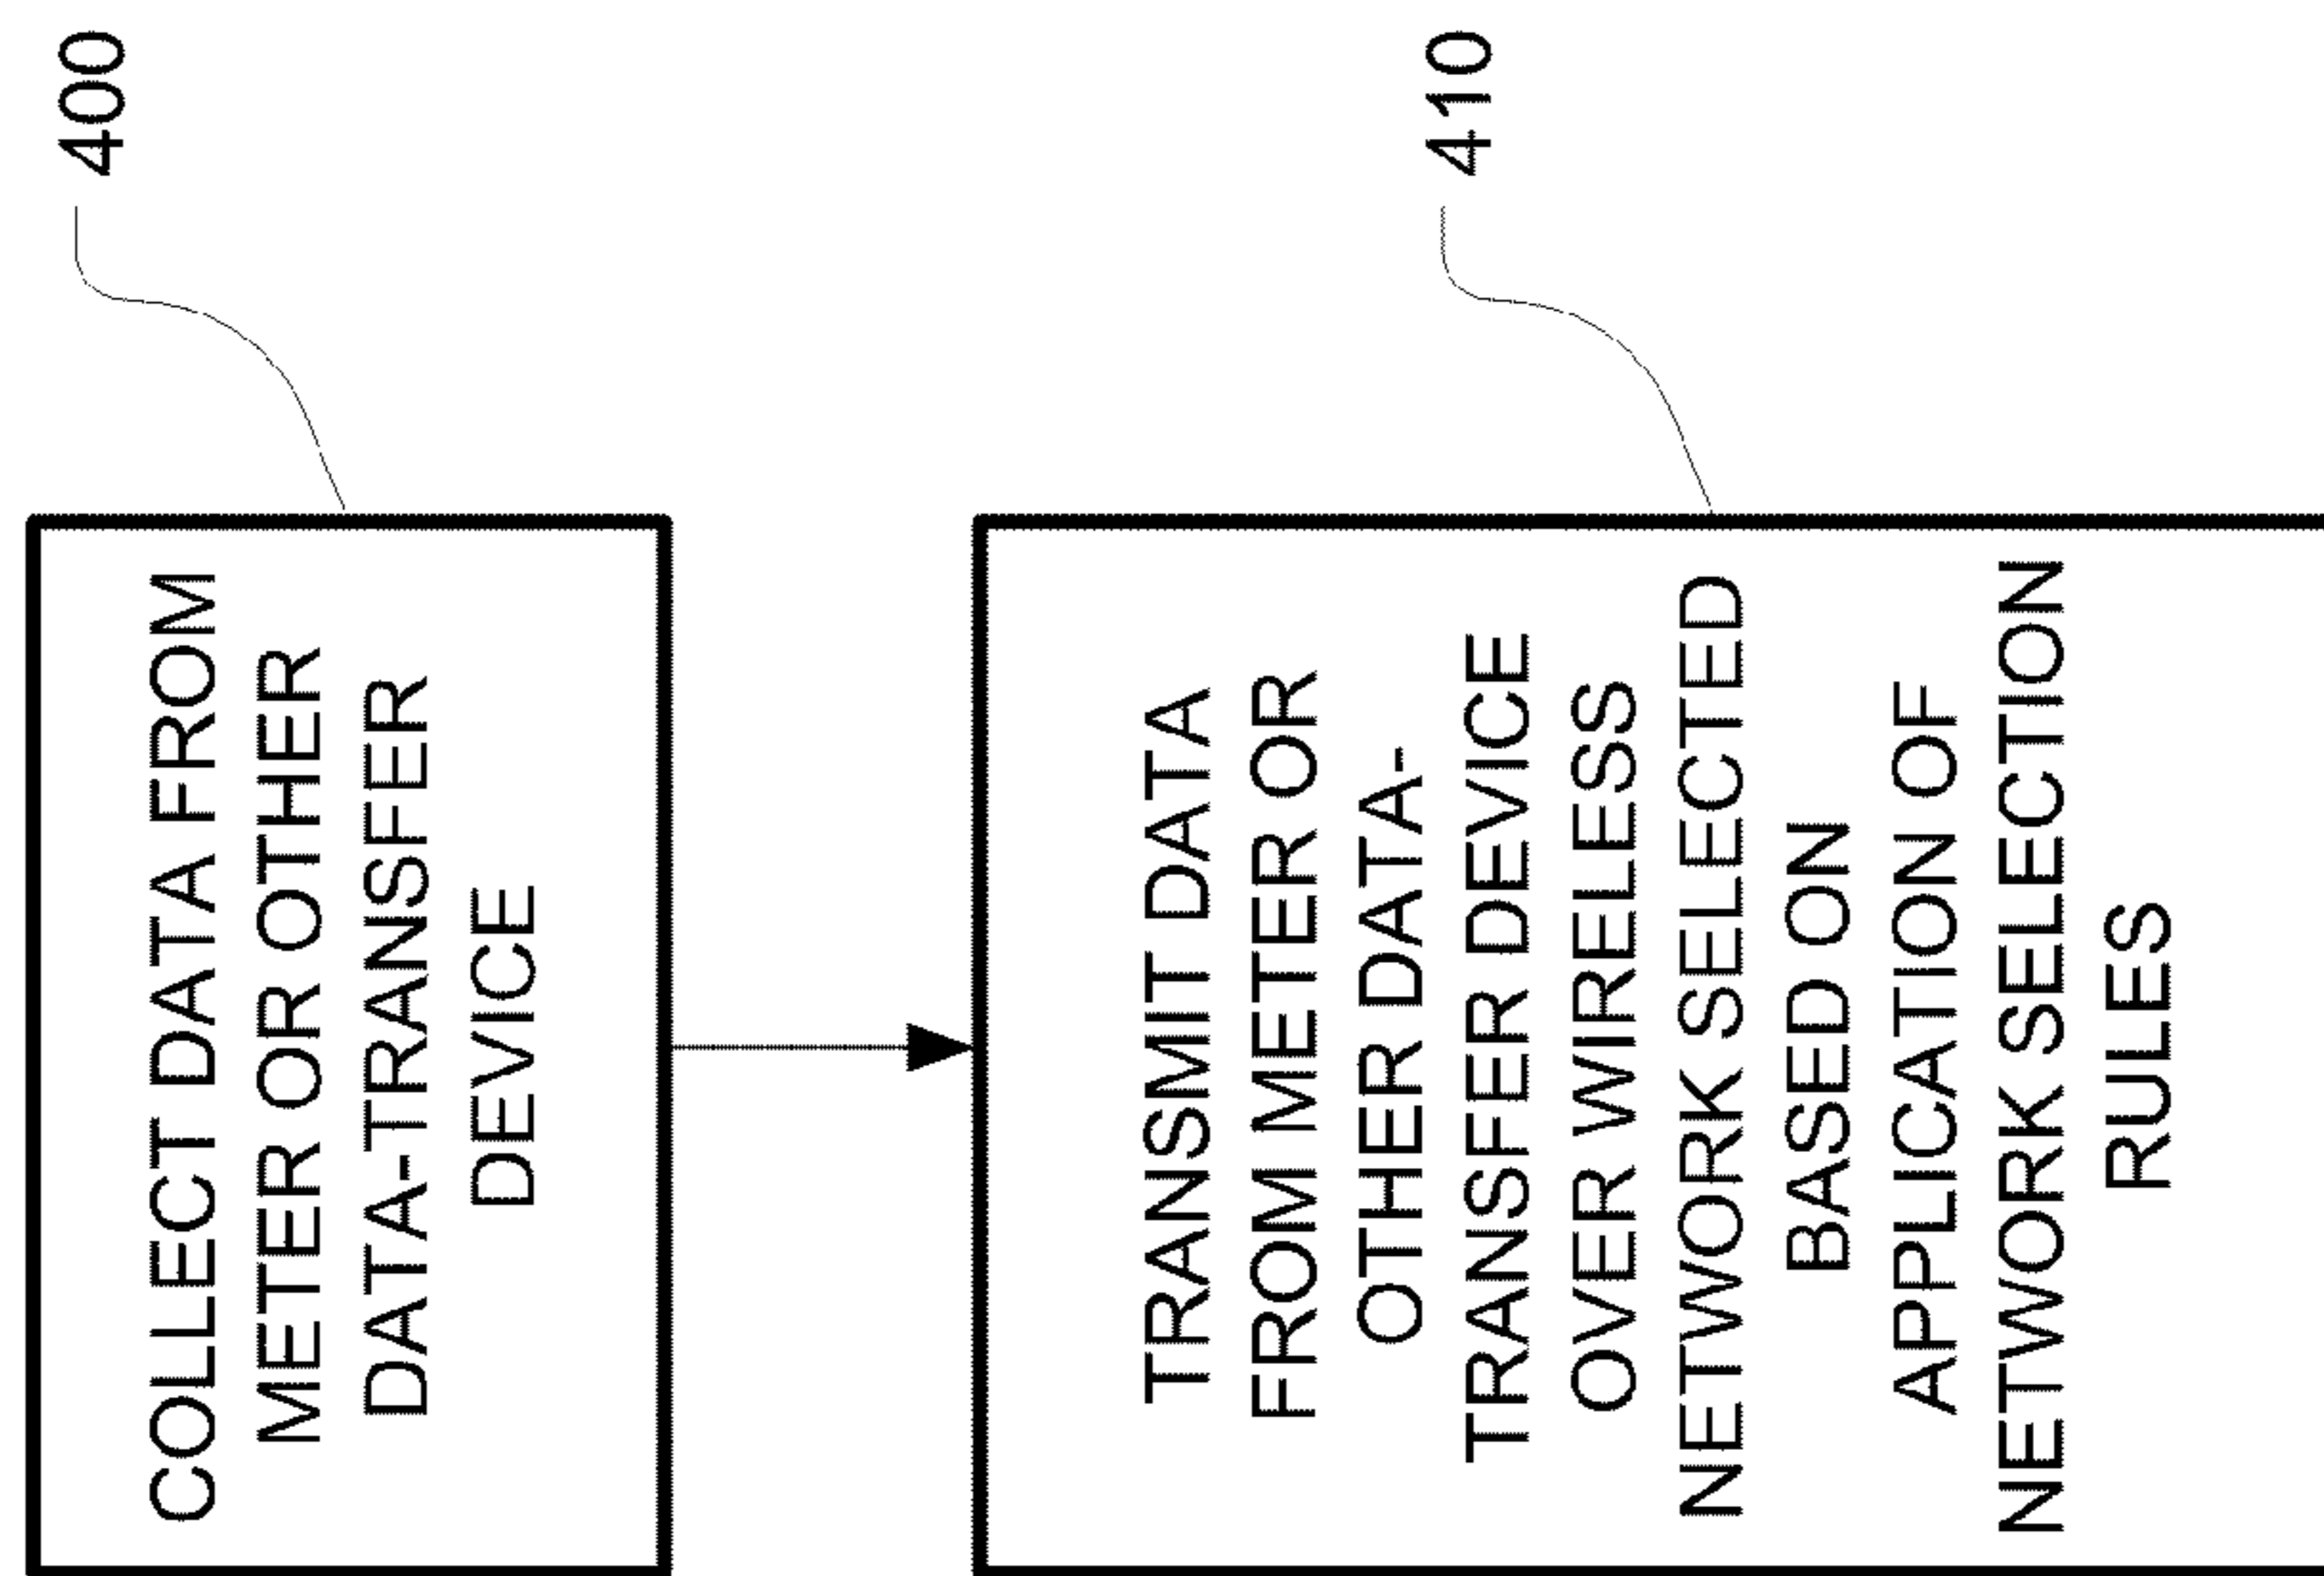 400
COLLECT DATA FROM
METER OR OTHER
DATA-TRANSFER
DEVICE
410
TRANSMIT DATA
FROM METER OR
OTHER DATA-
TRANSFER DEVICE
OVER WIRELESS
NETWORK SELECTED
BASED ON
APPLICATION OF
NETWORK SELECTION
RULES